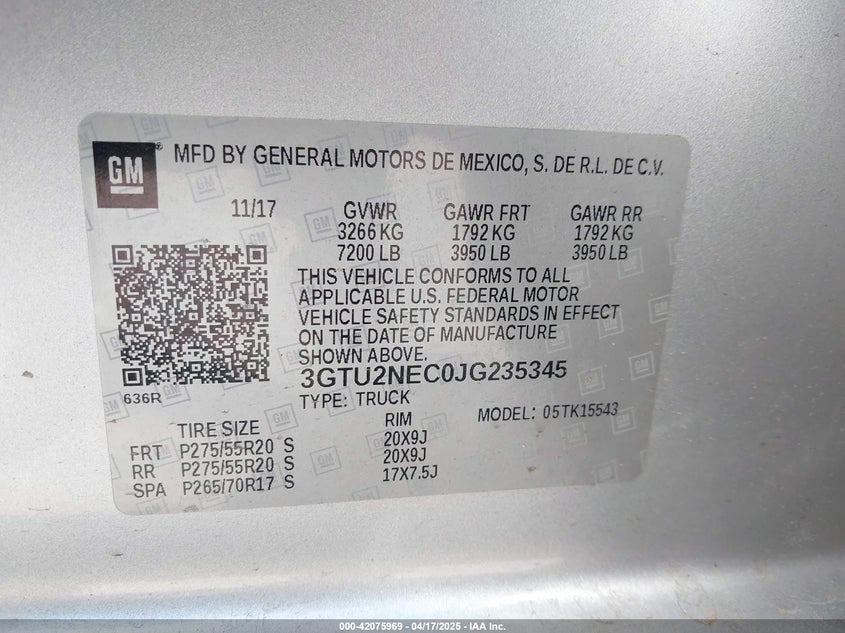 GM
MFD BY GENERAL MOTORS DE MEXICO, S. DE R.L. DE C.V.
11/17 GVWR GAWR FRT GAWR RR
3266 KG 1792 KG 1792 KG
7200 LB 3950 LB 3950 LB
THIS VEHICLE CONFORMS TO ALL
APPLICABLE U.S. FEDERAL MOTOR
VEHICLE SAFETY STANDARDS IN EFFECT
ON THE DATE OF MANUFACTURE
SHOWN ABOVE.
636R
3GTU2NEC0JG235345
TYPE: TRUCK MODEL: 05TK15543
TIRE SIZE RIM
FRT P275/55R20 S 20X9J
RR P275/55R20 S 20X9J
SPA P265/70R17 S 17X7.5J
000-42075969 - 04/17/2025 - IAA Inc.